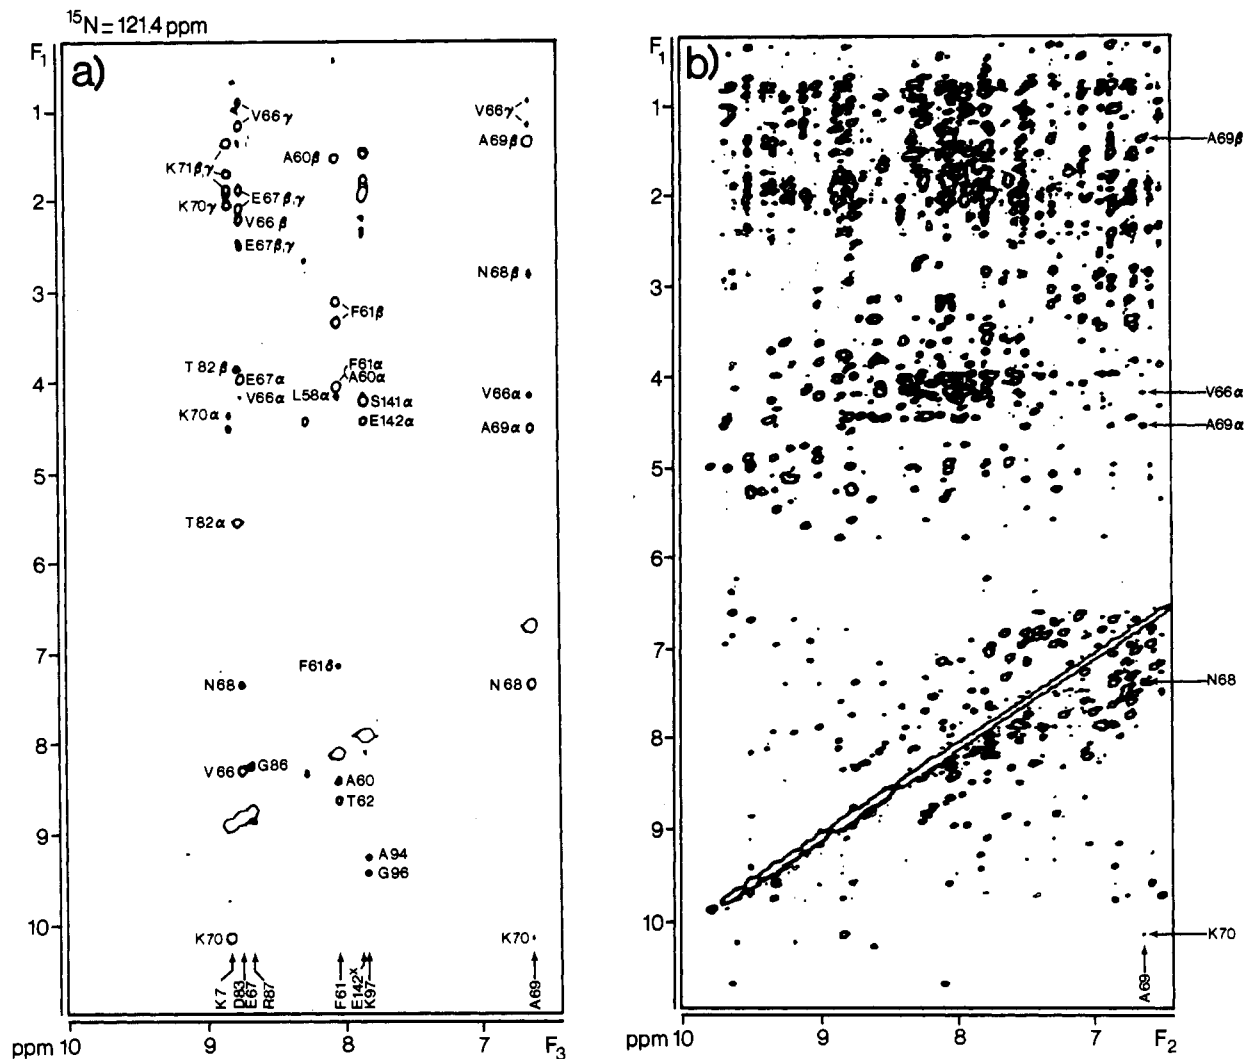 ¹⁵N = 121.4 ppm
a)
F₁
1
2
3
4
5
6
7
8
9
10
V66γ
K71β,γ
A60β
E67β,γ
K70γ
V66β
E67β,γ
F61β
T82β
E67α
F61α
A60α
V66α
L58α
S141α
K70α
E142α
T82α
F61β
N68
G86
V66
A60
T62
A94
G96
K70
V66γ
A69β
N68β
V66α
A69α
N68
K70
K7
D83
E67
R87
F61
E142ˣ
K97
A69
ppm 10
9
8
7
F₃
b)
F₁
1
2
3
4
5
6
7
8
9
10
A69β
V66α
A69α
N68
K70
A69
ppm 10
9
8
7
F₂